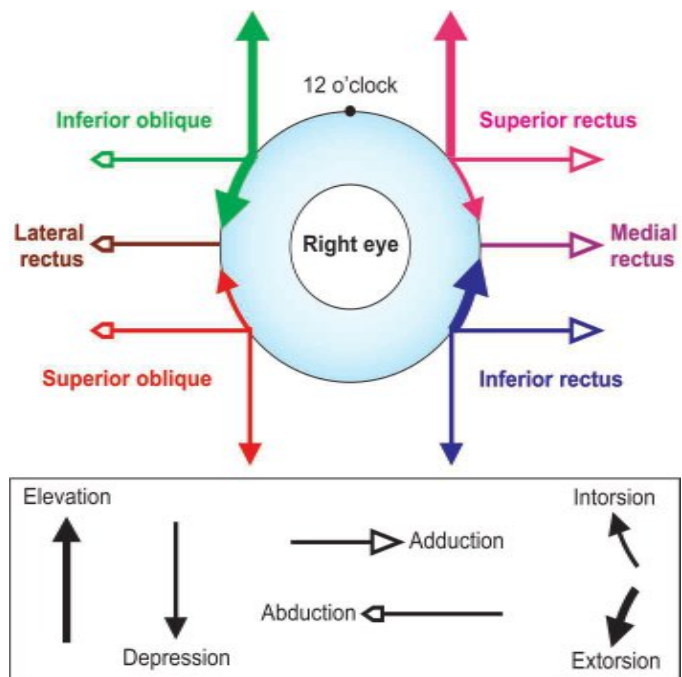 12 o'clock
Inferior oblique
Superior rectus
Lateral
rectus
Right eye
Medial
rectus
Superior oblique
Inferior rectus
Elevation
Intorsion
Adduction
Abduction
Depression
Extorsion